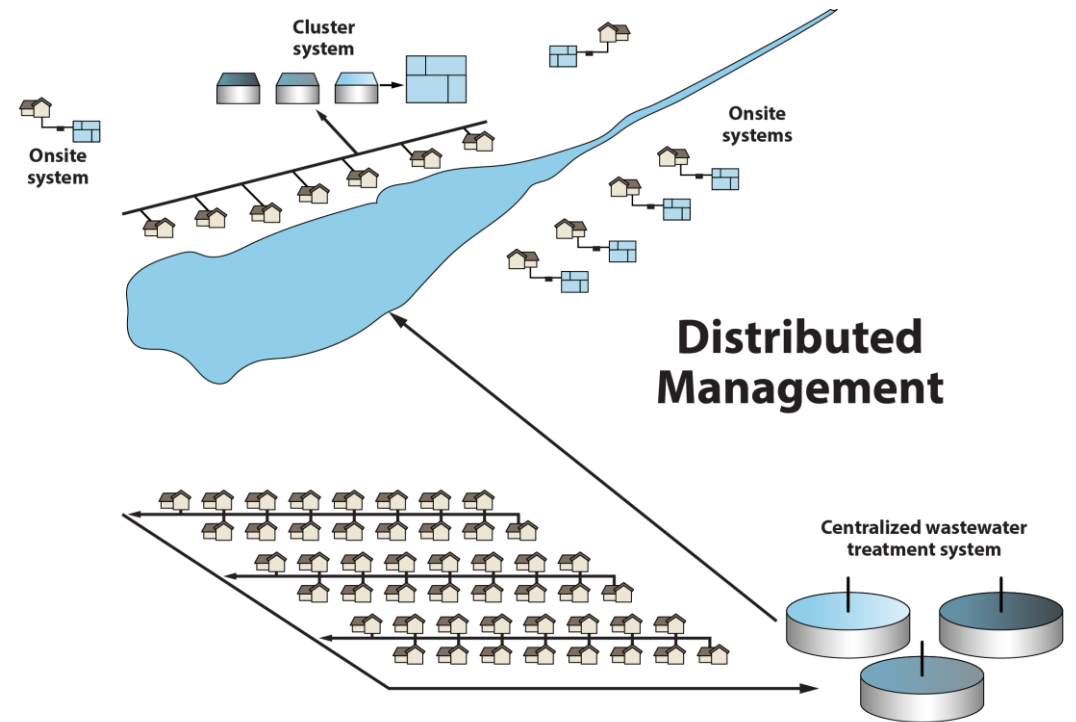 Cluster
system
Onsite
system
Onsite
systems
Distributed
Management
Centralized wastewater
treatment system